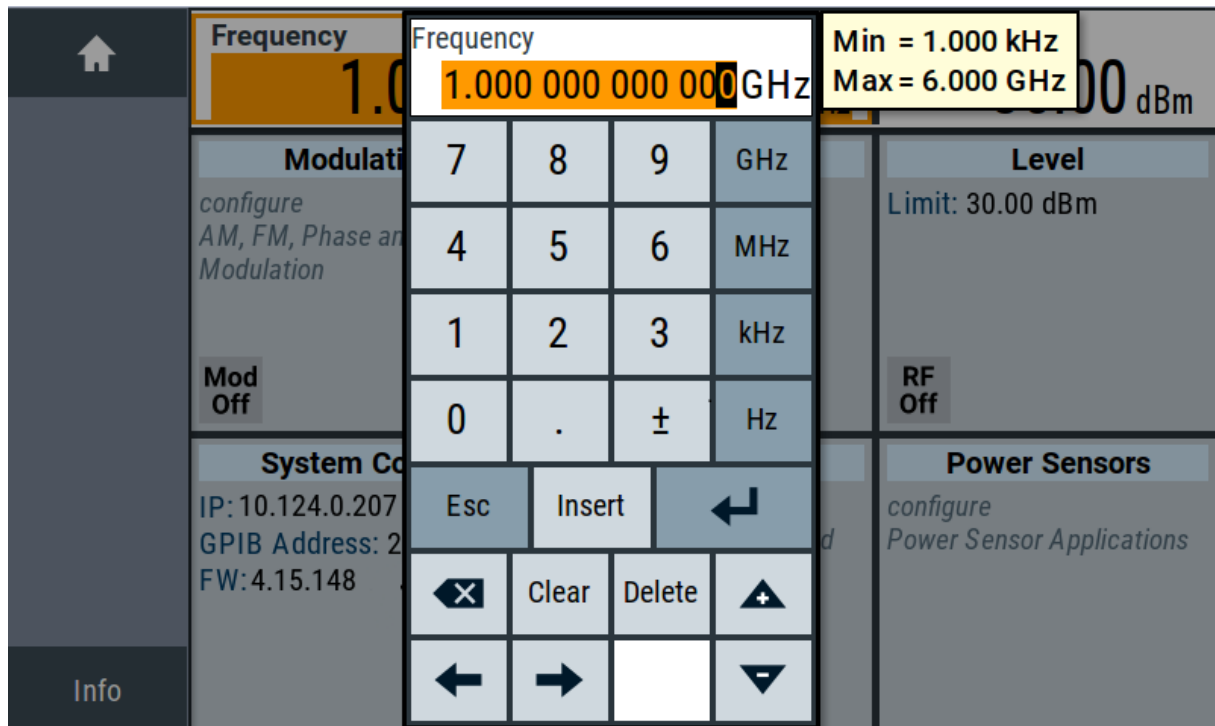 Frequency
1.0
Frequency
1.000 000 000 000 GHz
Min = 1.000 kHz
Max = 6.000 GHz
00 dBm
Modulati
configure
AM, FM, Phase an
Modulation
Mod
Off
7 8 9 GHz
4 5 6 MHz
1 2 3 kHz
0 . ± Hz
Esc Insert
Clear Delete
Level
Limit: 30.00 dBm
RF
Off
System Co
IP: 10.124.0.207
GPIB Address: 2
FW: 4.15.148
d
Power Sensors
configure
Power Sensor Applications
Info